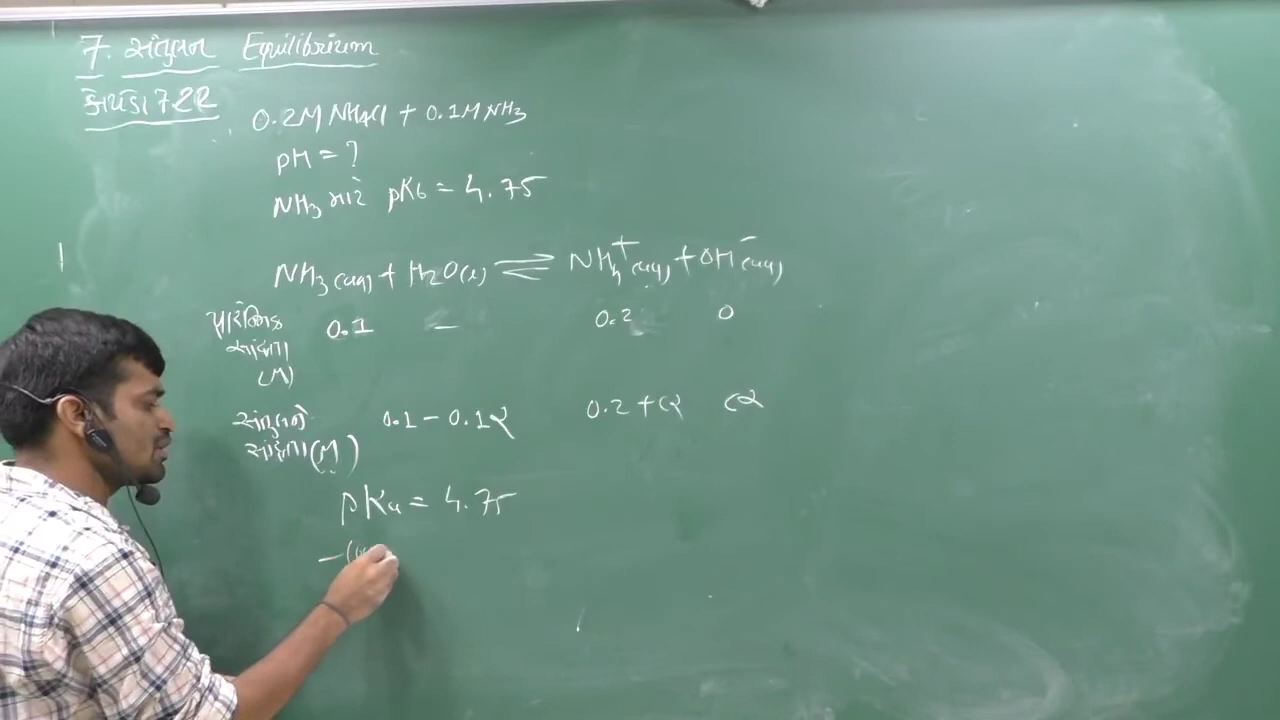 7. સંતુલન Equilibrium
કોયડો 7.28
0.2M NH4Cl + 0.1M NH3
pH = ?
NH3 માટે pKb = 4.75
NH3(aq) + H2O(l) ⇌ NH4+(aq) + OH-(aq)
પ્રારંભિક 0.1 — 0.2 0
સાંદ્રતા
(M)
સંતુલને 0.1 - 0.1α 0.2 + cα cα
સાંદ્રતા (M)
pKa = 4.75